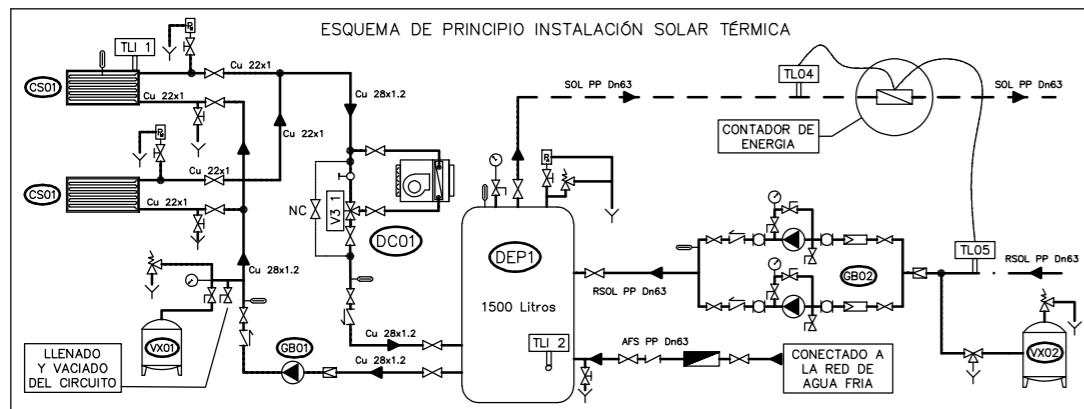 ESQUEMA DE PRINCIPIO INSTALACIÓN SOLAR TÉRMICA
TLI 1
CS01
Cu 22x1
Cu 22x1
Cu 28x1.2
Cu 22x1
CS01
Cu 22x1
Cu 22x1
NC
V3 1
DC01
Cu 28x1.2
VX01
LLENADO
Y VACIADO
DEL CIRCUITO
GB01
Cu 28x1.2
Cu 28x1.2
SOL PP Dn63
TL04
SOL PP Dn63
CONTADOR DE
ENERGIA
DEP1
1500 Litros
TLI 2
RSOL PP Dn63
GB02
TL05
RSOL PP Dn63
AFS PP Dn63
CONECTADO A
LA RED DE
AGUA FRIA
VX02